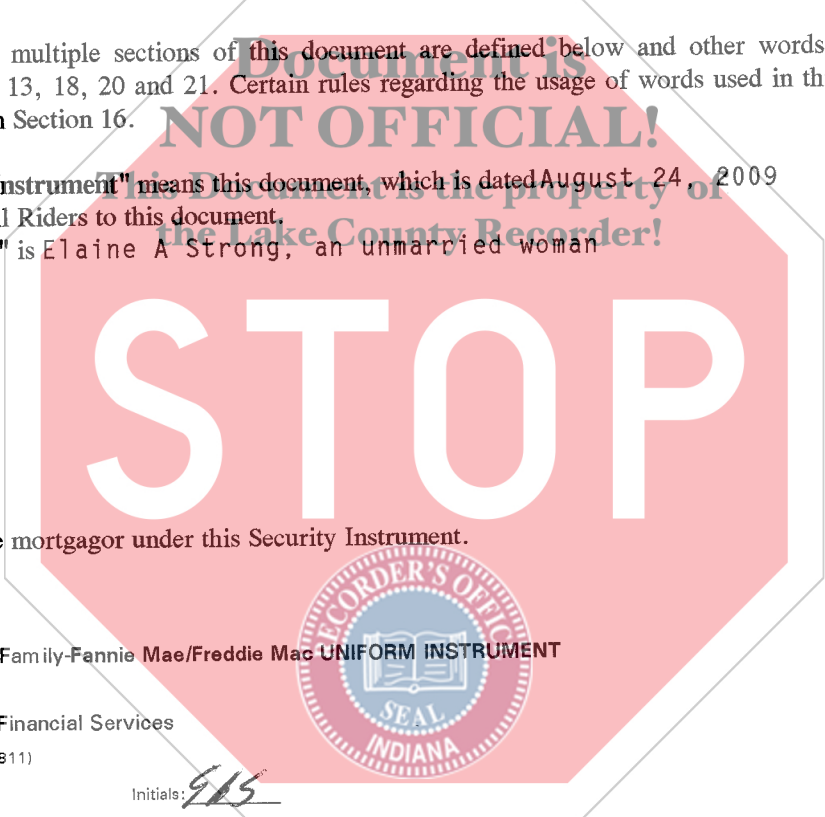 multiple sections of this document are defined below and other words
13, 18, 20 and 21. Certain rules regarding the usage of words used in th
Section 16.
Document is
NOT OFFICIAL!
This Document is the property of
the Lake County Recorder!
nstrument" means this document, which is dated August 24, 2009
Riders to this document.
" is Elaine A Strong, an unmarried woman
STOP
mortgagor under this Security Instrument.
RECORDER'S OFFICE
SEAL
INDIANA
Family-Fannie Mae/Freddie Mac UNIFORM INSTRUMENT
Financial Services
811)
Initials: EAS